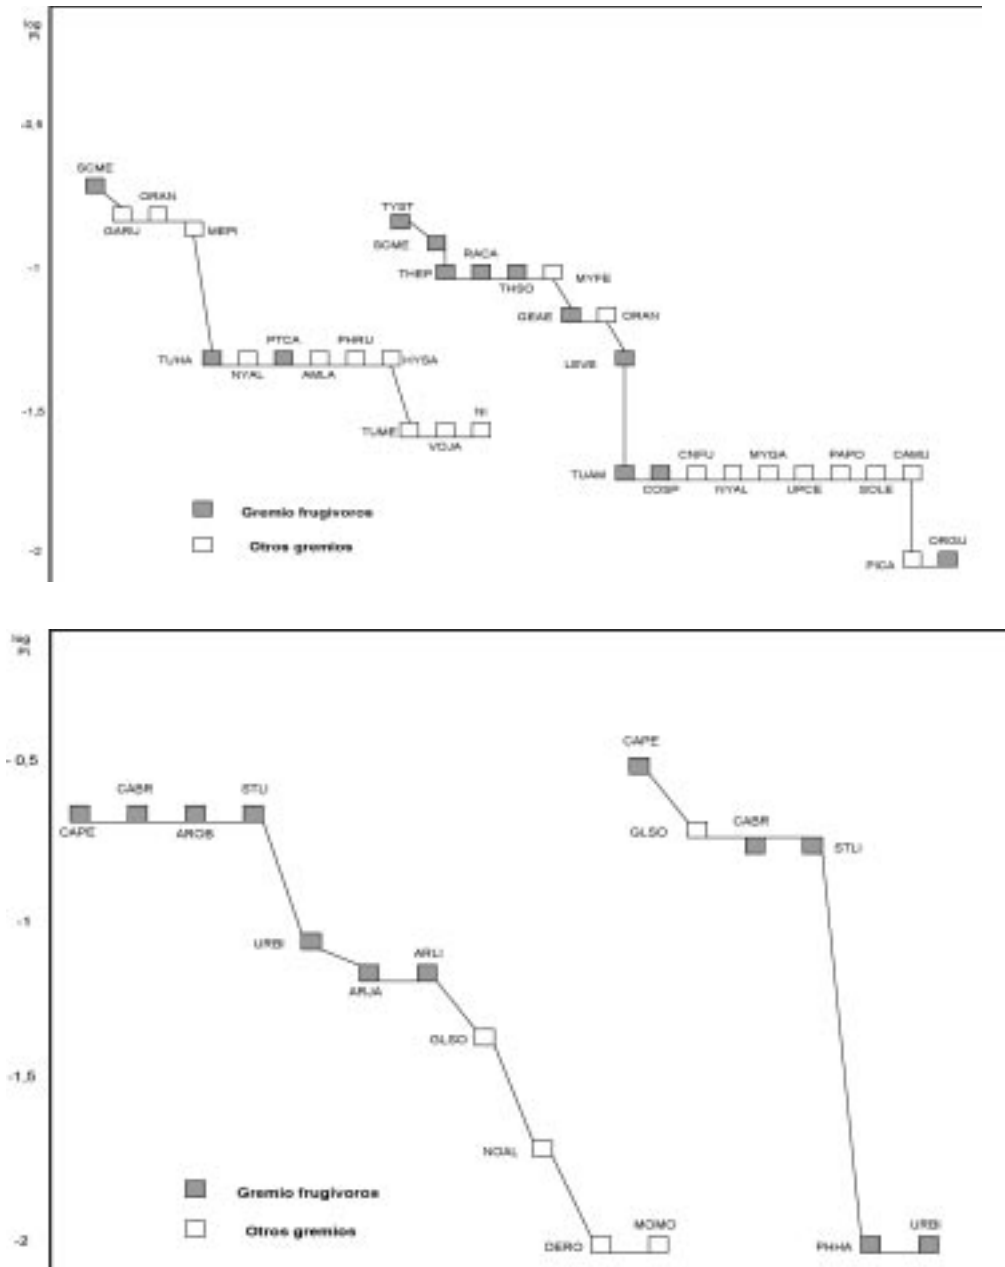 log
Pi
-0,5
SCME
ORAN
GARU
MEPI
TYST
SCME
RACA
-1
THEP
THSO
MYFE
GEAE
ORAN
PTCA
PHRU
TUHA
HYSA
LEVE
NYAL
AMLA
-1,5
NI
TUME
VOJA
CNFU
MYGA
PAPO
CAMU
TUAM
COSP
NYAL
UPCE
SOLE
Gremio frugívoros
Otros gremios
-2
ORGU
PICA
log
Pi
CAPE
-0,5
CABR
STLI
CAPE
AROB
GLSO
CABR
STLI
-1
URBI
ARLI
ARJA
GLSO
-1,5
NOAL
Gremio frugívoros
Otros gremios
MOMO
URBI
-2
DERO
PHHA